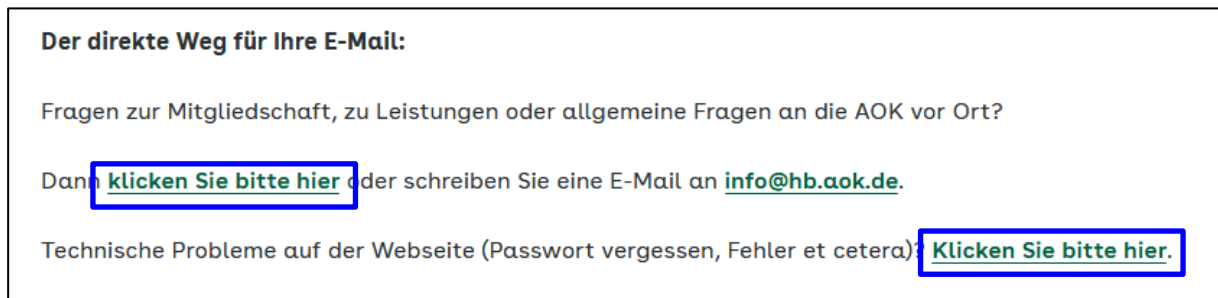 Der direkte Weg für Ihre E-Mail:
Fragen zur Mitgliedschaft, zu Leistungen oder allgemeine Fragen an die AOK vor Ort?
Dann klicken Sie bitte hier oder schreiben Sie eine E-Mail an info@hb.aok.de.
Technische Probleme auf der Webseite (Passwort vergessen, Fehler et cetera)? Klicken Sie bitte hier.